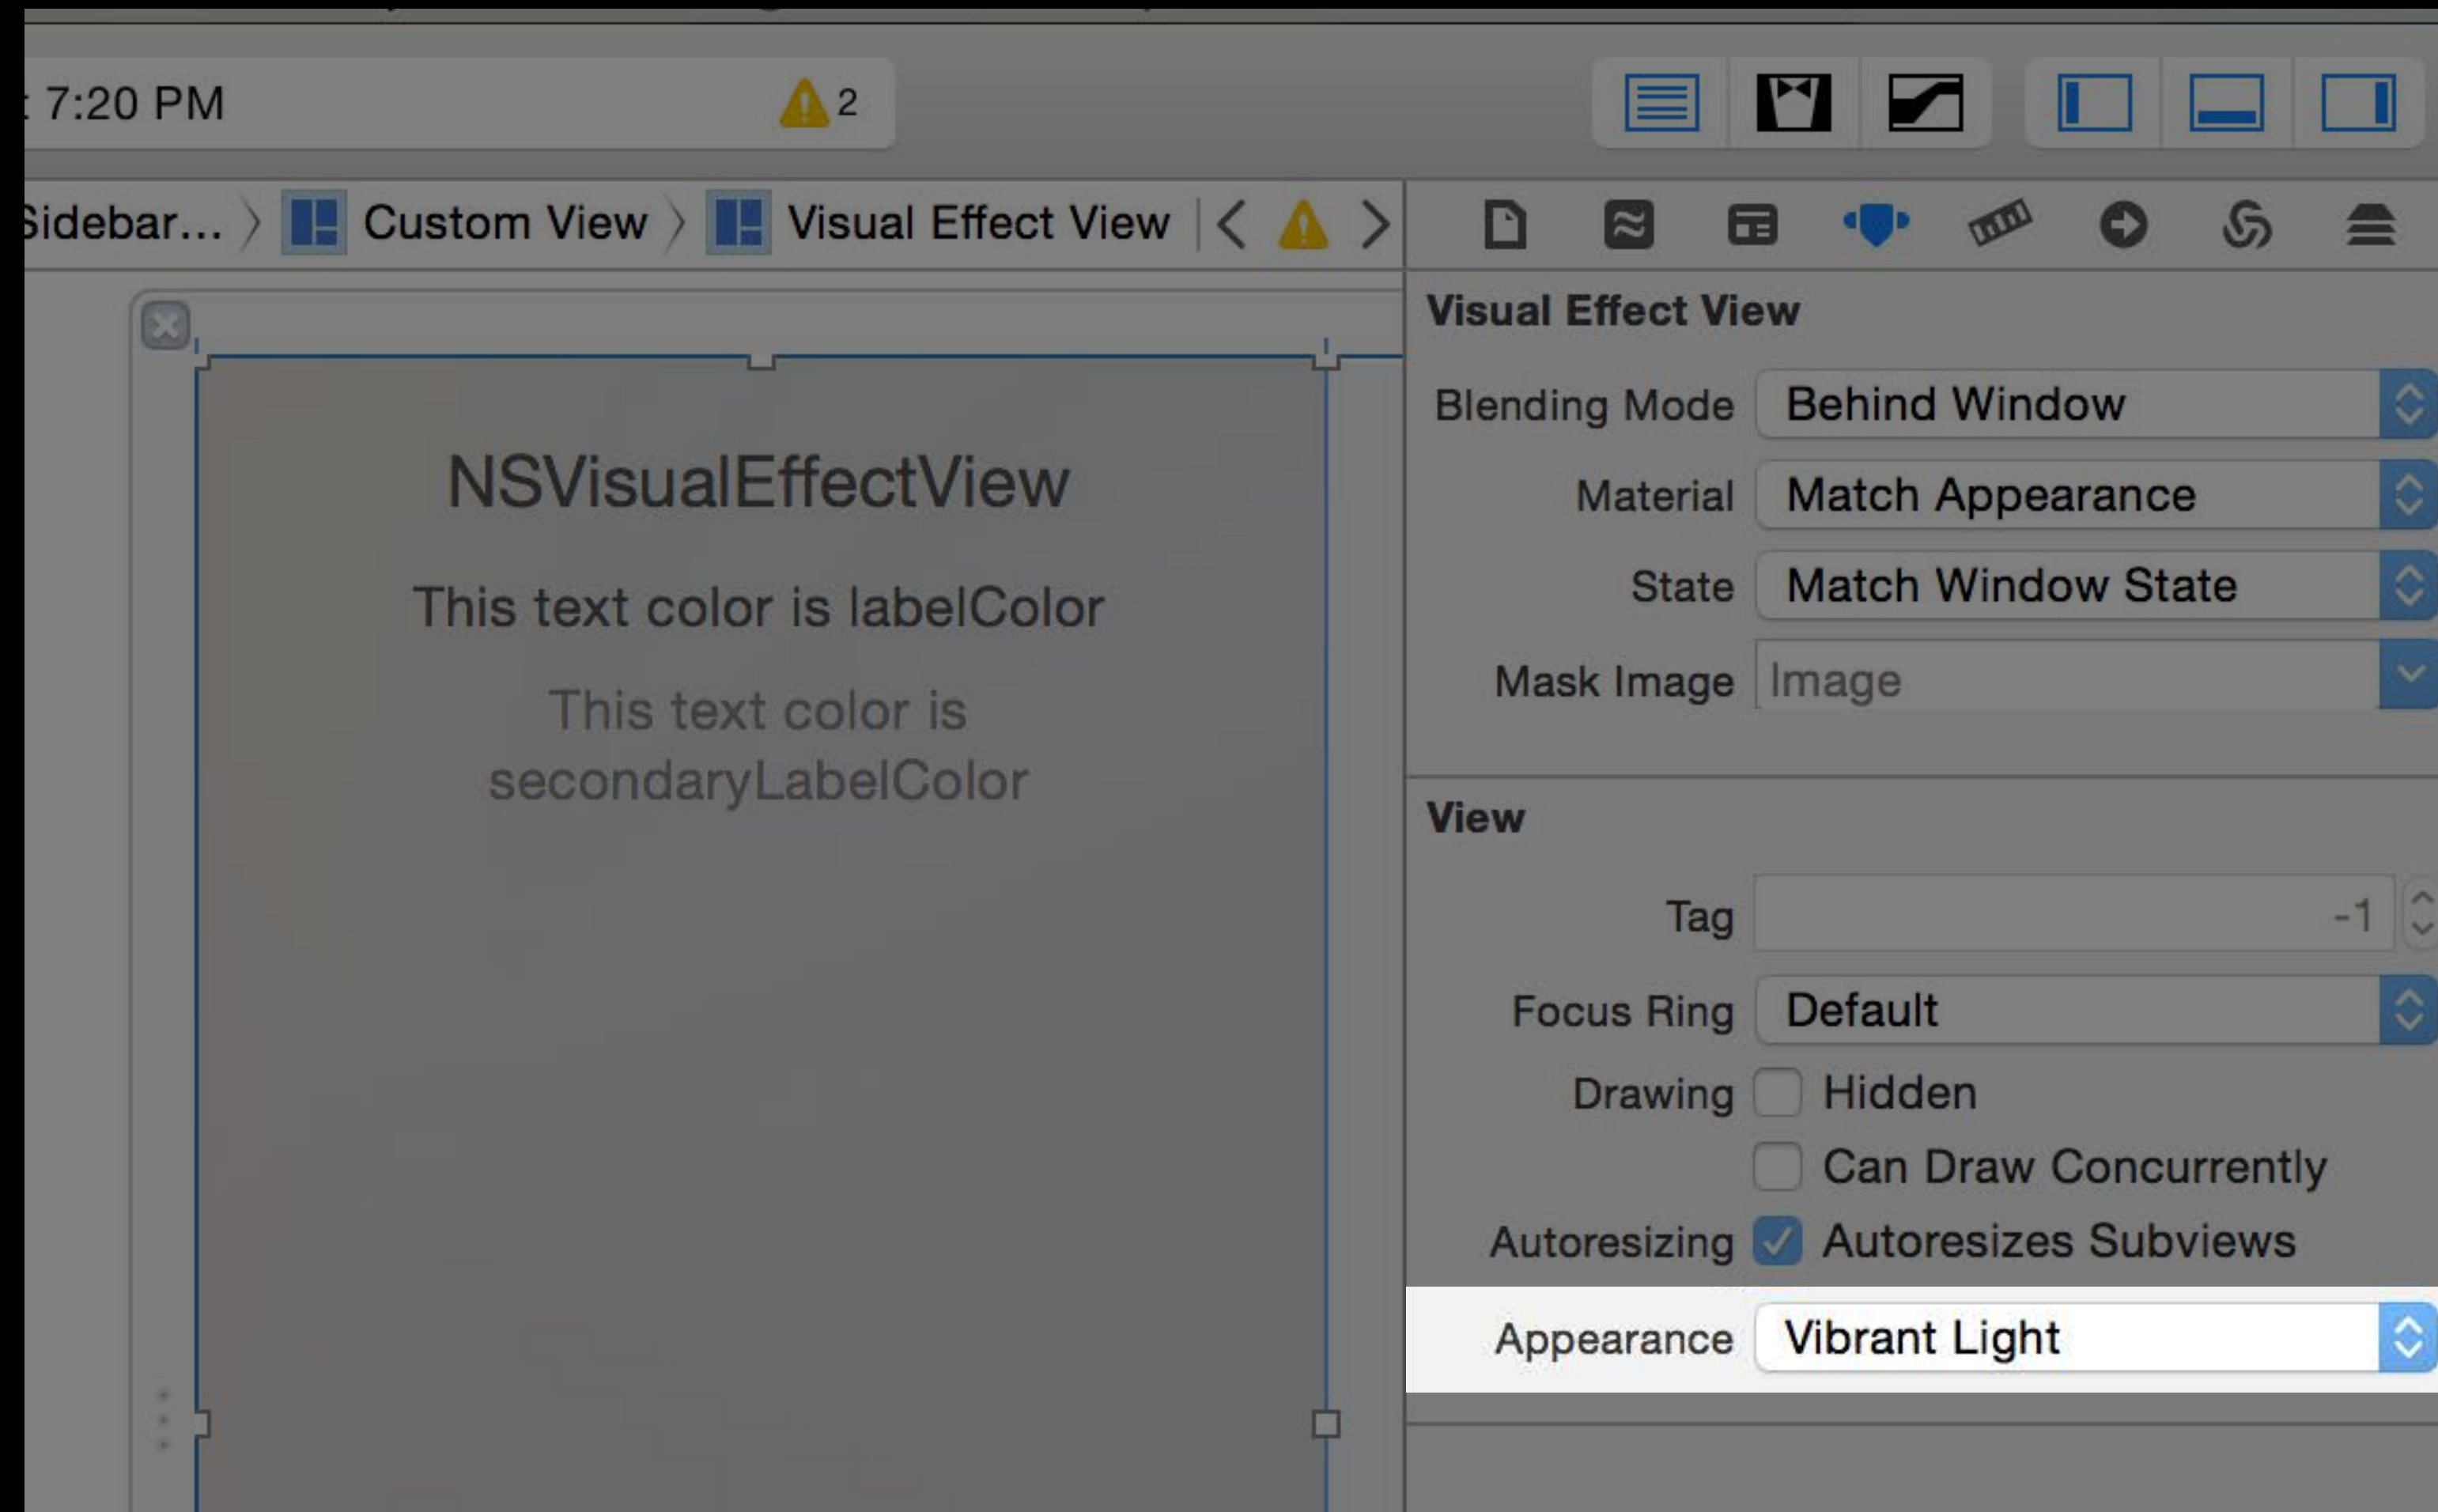 : 7:20 PM
2
Sidebar...
Custom View
Visual Effect View
NSVisualEffectView
This text color is labelColor
This text color is
secondaryLabelColor
Visual Effect View
Blending Mode Behind Window
Material Match Appearance
State Match Window State
Mask Image Image
View
Tag -1
Focus Ring Default
Drawing Hidden
Can Draw Concurrently
Autoresizing Autoresizes Subviews
Appearance Vibrant Light